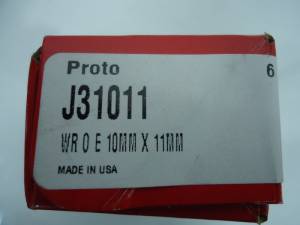 Proto
6
J31011
WR O E 10MM X 11MM
MADE IN USA